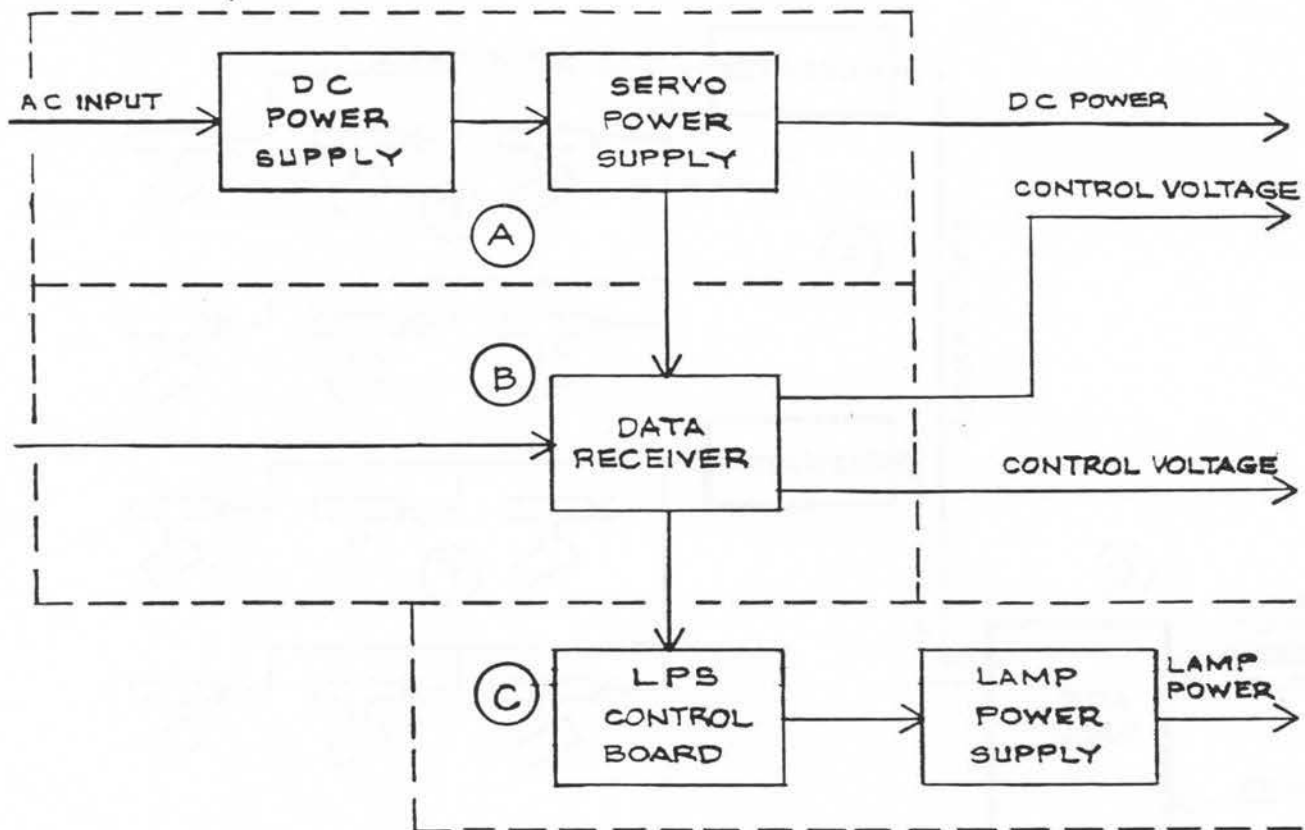 AC INPUT
DC
POWER
SUPPLY
SERVO
POWER
SUPPLY
DC POWER
CONTROL VOLTAGE
A
B
DATA
RECEIVER
CONTROL VOLTAGE
C
LPS
CONTROL
BOARD
LAMP
POWER
SUPPLY
LAMP
POWER